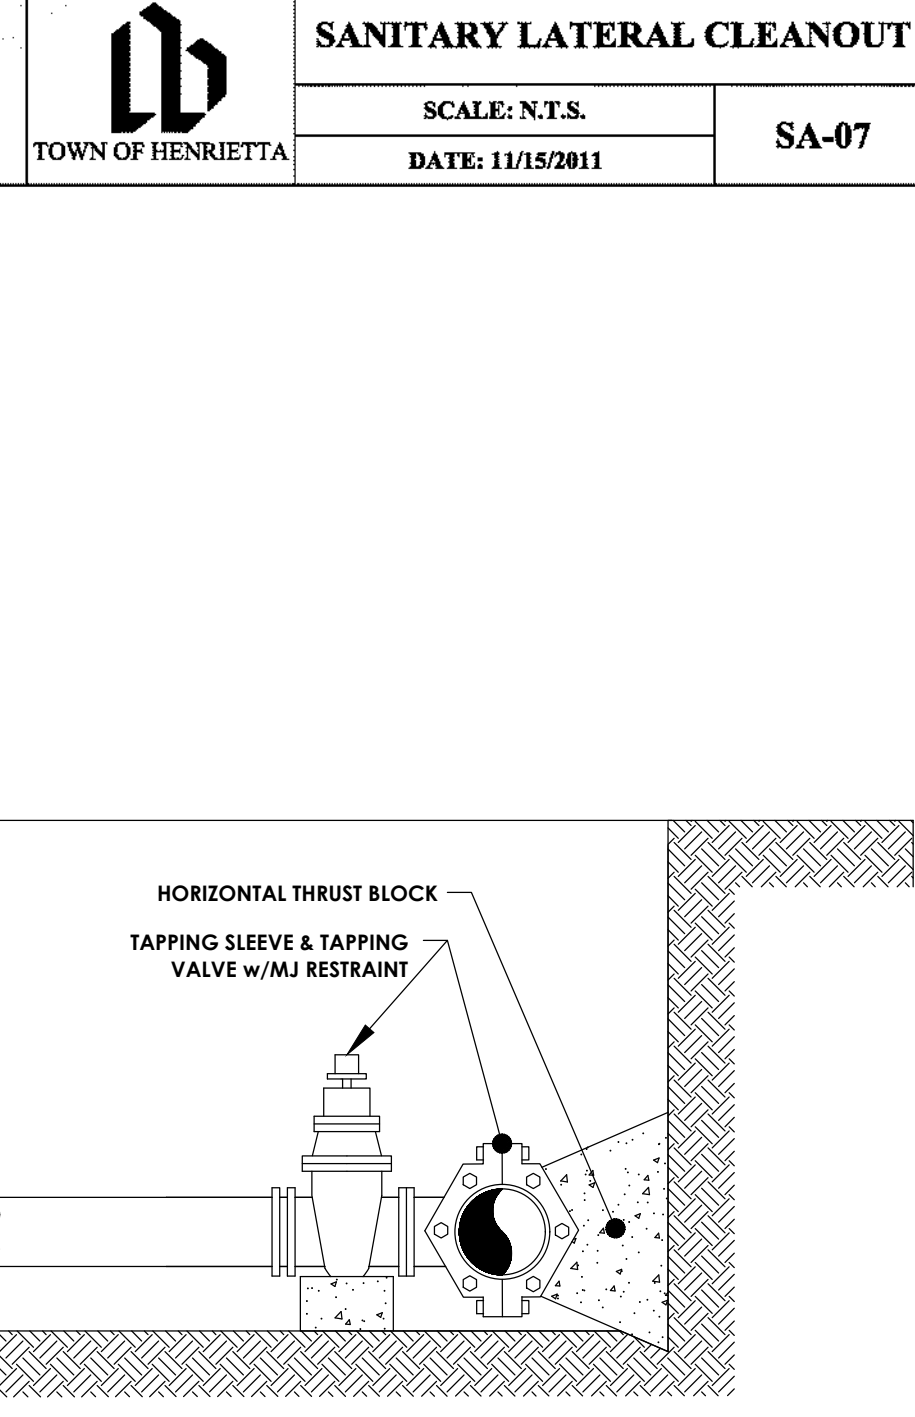 SANITARY LATERAL CLEANOUT
SCALE: N.T.S.
SA-07
TOWN OF HENRIETTA
DATE: 11/15/2011
HORIZONTAL THRUST BLOCK
TAPPING SLEEVE & TAPPING
VALVE w/MJ RESTRAINT